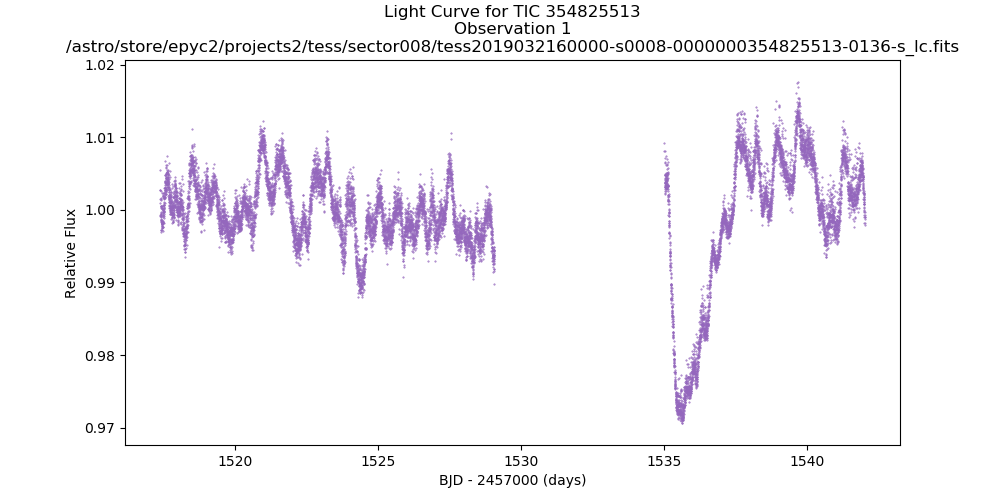 Light Curve for TIC 354825513
Observation 1
/astro/store/epyc2/projects2/tess/sector008/tess2019032160000-s0008-0000000354825513-0136-s_lc.fits
1.02
1.01
1.00
0.99
0.98
0.97
Relative Flux
1520
1525
1530
1535
1540
BJD - 2457000 (days)